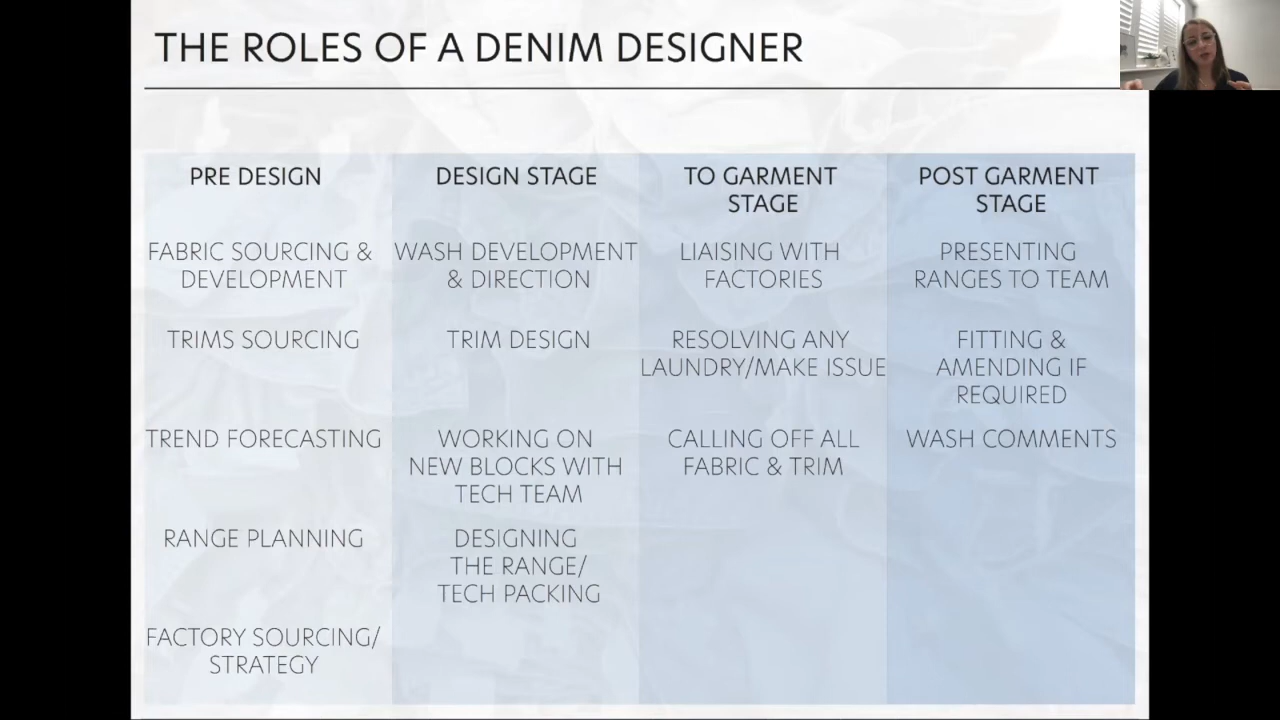 THE ROLES OF A DENIM DESIGNER
PRE DESIGN
FABRIC SOURCING &
DEVELOPMENT
TRIMS SOURCING
TREND FORECASTING
RANGE PLANNING
FACTORY SOURCING/
STRATEGY
DESIGN STAGE
WASH DEVELOPMENT
& DIRECTION
TRIM DESIGN
WORKING ON
NEW BLOCKS WITH
TECH TEAM
DESIGNING
THE RANGE/
TECH PACKING
TO GARMENT
STAGE
LIAISING WITH
FACTORIES
RESOLVING ANY
LAUNDRY/MAKE ISSUE
CALLING OFF ALL
FABRIC & TRIM
POST GARMENT
STAGE
PRESENTING
RANGES TO TEAM
FITTING &
AMENDING IF
REQUIRED
WASH COMMENTS